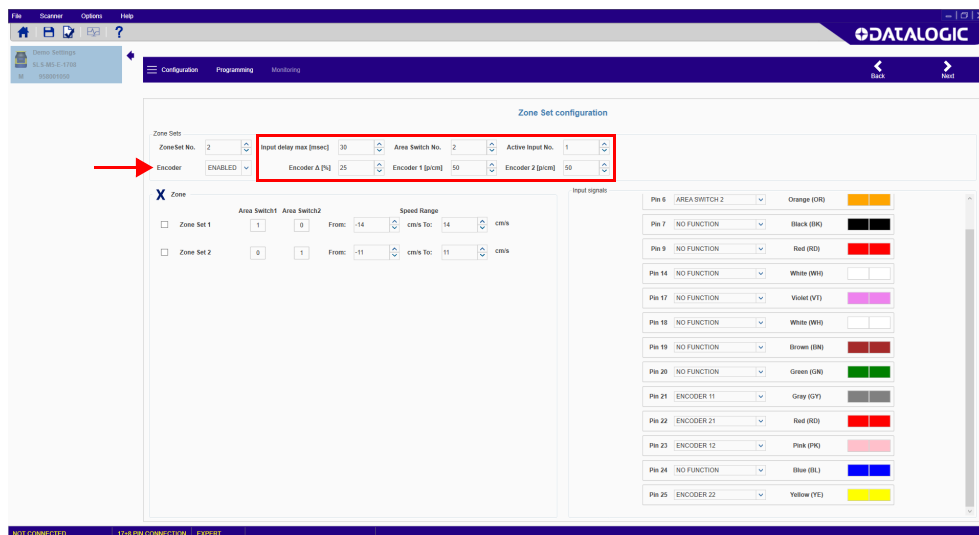 File Scanner Options Help
DATALOGIC
Demo Settings
SLS-M5-E-1708
Configuration Programming Monitoring
Back Next
Zone Set configuration
Zone Sets
ZoneSet No. 2 Input delay max [msec] 30 Area Switch No. 2 Active Input No. 1
Encoder ENABLED Encoder Δ [%] 25 Encoder 1 [p/cm] 50 Encoder 2 [p/cm] 50
X Zone
Input signals
Area Switch1 Area Switch2 Speed Range
Zone Set 1 1 0 From: -14 cm/s To: 14 cm/s
Zone Set 2 0 1 From: -11 cm/s To: 11 cm/s
Pin 6 AREA SWITCH 2 Orange (OR)
Pin 7 NO FUNCTION Black (BK)
Pin 9 NO FUNCTION Red (RD)
Pin 14 NO FUNCTION White (WH)
Pin 17 NO FUNCTION Violet (VT)
Pin 18 NO FUNCTION White (WH)
Pin 19 NO FUNCTION Brown (BN)
Pin 20 NO FUNCTION Green (GN)
Pin 21 ENCODER 11 Gray (GY)
Pin 22 ENCODER 21 Red (RD)
Pin 23 ENCODER 12 Pink (PK)
Pin 24 NO FUNCTION Blue (BL)
Pin 25 ENCODER 22 Yellow (YE)
NOT CONNECTED 17+8 PIN CONNECTION EXPERT